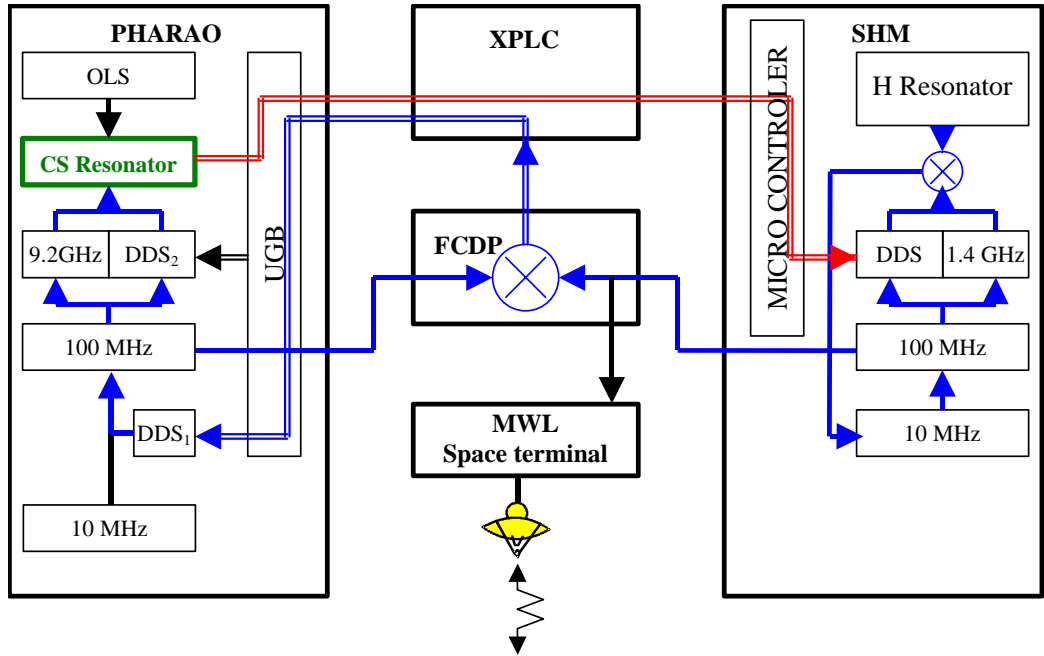 PHARAO
OLS
CS Resonator
9.2GHz
DDS2
UGB
100 MHz
DDS1
10 MHz
XPLC
FCDP
MWL
Space terminal
SHM
MICRO CONTROLER
H Resonator
DDS
1.4 GHz
100 MHz
10 MHz